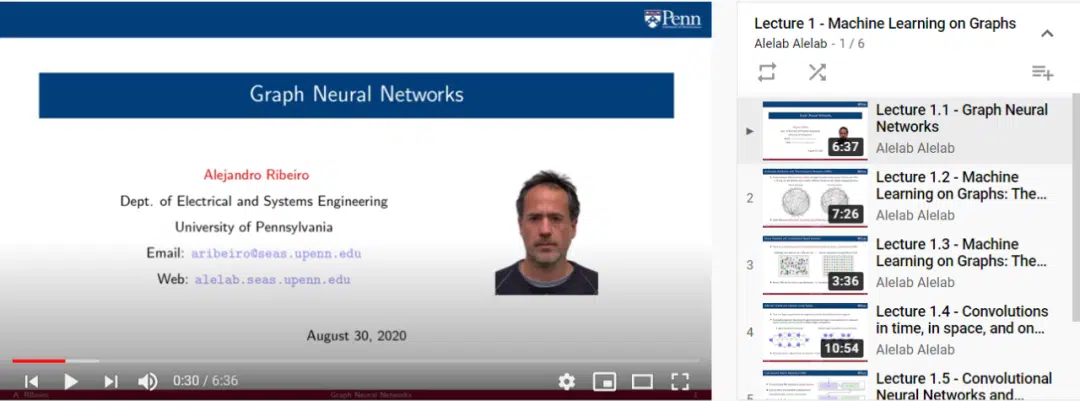 Penn
Graph Neural Networks
Alejandro Ribeiro
Dept. of Electrical and Systems Engineering
University of Pennsylvania
Email: aribeiro@seas.upenn.edu
Web: alelab.seas.upenn.edu
August 30, 2020
0:30 / 6:36
A. Ribeiro
Graph Neural Networks
1
Lecture 1 - Machine Learning on Graphs
Alelab Alelab - 1 / 6
6:37
Lecture 1.1 - Graph Neural
Networks
Alelab Alelab
2
7:26
Lecture 1.2 - Machine
Learning on Graphs: The...
Alelab Alelab
3
3:36
Lecture 1.3 - Machine
Learning on Graphs: The...
Alelab Alelab
4
10:54
Lecture 1.4 - Convolutions
in time, in space, and on...
Alelab Alelab
5
Lecture 1.5 - Convolutional
Neural Networks and...